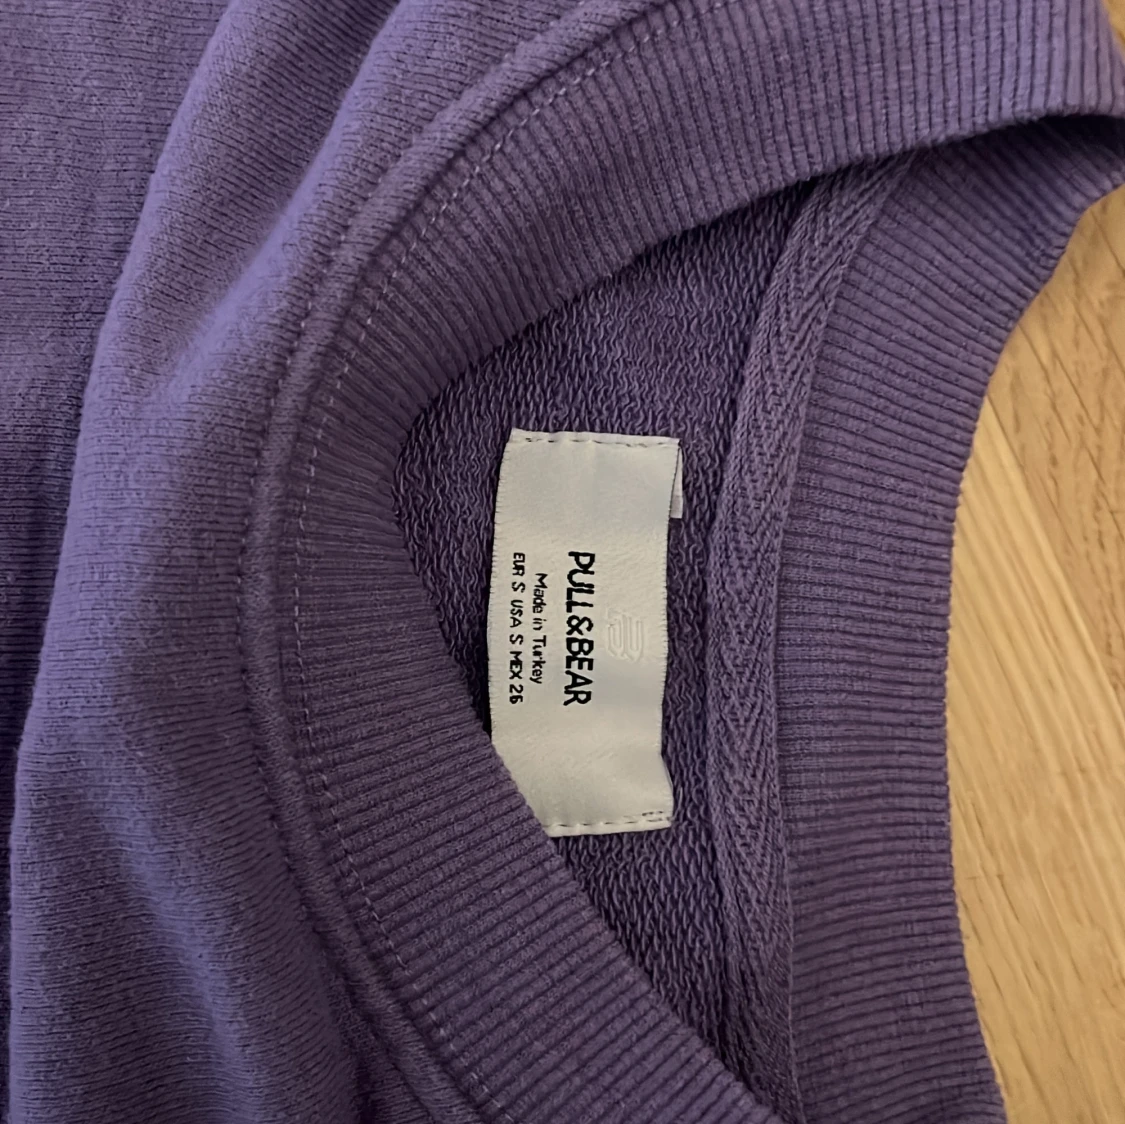 PULL&BEAR
Made in Turkey
EUR S USA S MEX 26